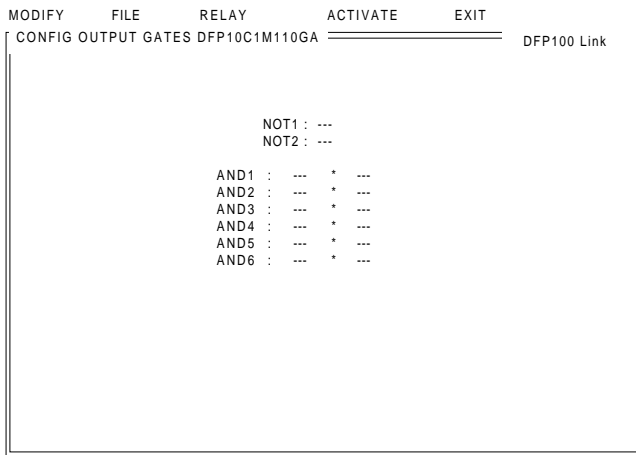 MODIFY FILE RELAY ACTIVATE EXIT
CONFIG OUTPUT GATES DFP10C1M110GA
DFP100 Link
NOT1 : ---
NOT2 : ---
AND1 : --- * ---
AND2 : --- * ---
AND3 : --- * ---
AND4 : --- * ---
AND5 : --- * ---
AND6 : --- * ---